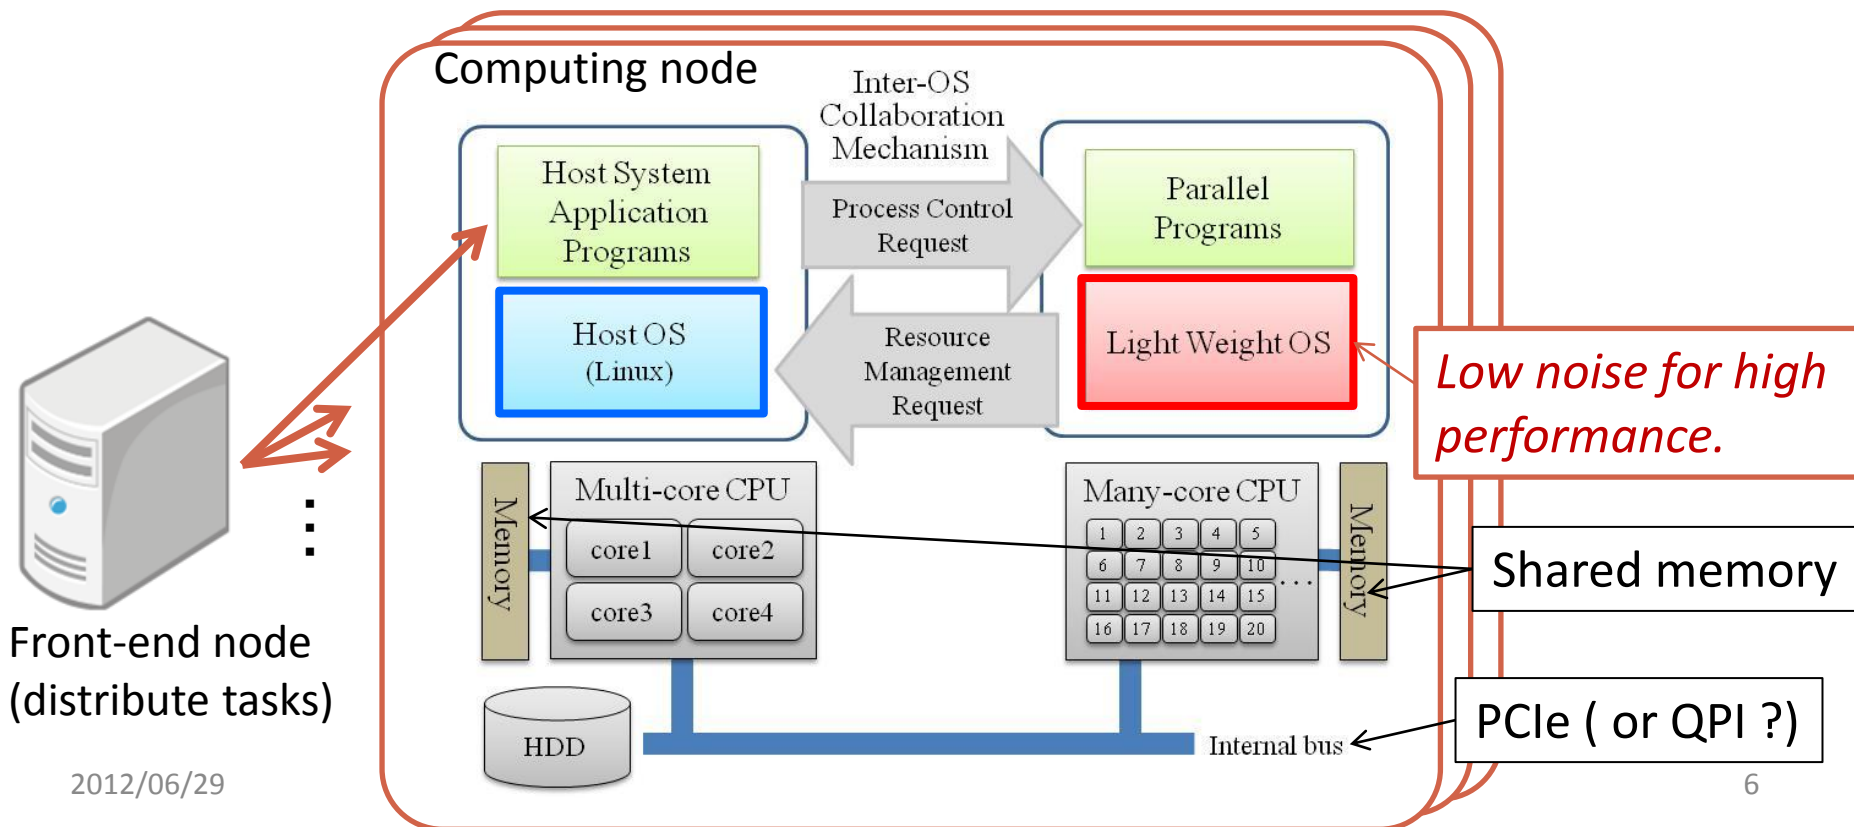 Computing node
Inter-OS
Collaboration
Mechanism
Host System
Application
Programs
Process Control
Request
Parallel
Programs
Host OS
(Linux)
Resource
Management
Request
Light Weight OS
Low noise for high
performance.
Memory
Multi-core CPU
core1 core2
core3 core4
Many-core CPU
1 2 3 4 5
6 7 8 9 10
11 12 13 14 15
16 17 18 19 20
...
Memory
Shared memory
Front-end node
(distribute tasks)
HDD
Internal bus
PCIe ( or QPI ?)
2012/06/29
6